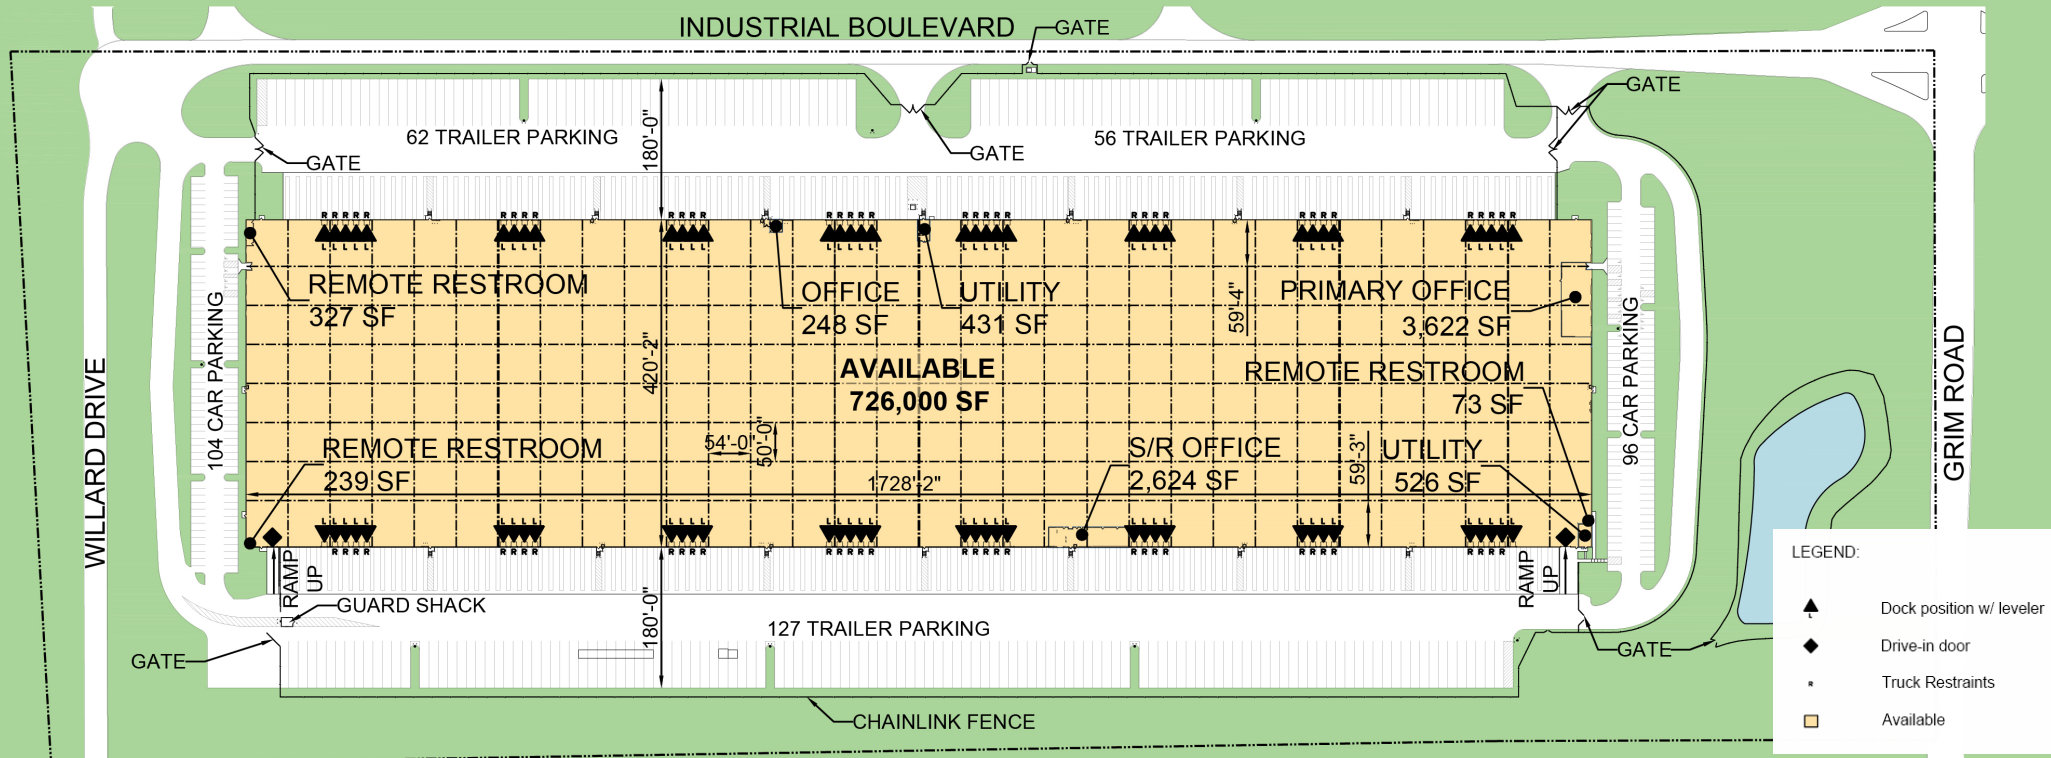 INDUSTRIAL BOULEVARD
GATE
GATE
62 TRAILER PARKING
180'-0"
56 TRAILER PARKING
GATE
GATE
R R R R R
R R R R
R R R R
R R R R R
R R R R R
R R R R
R R R R
R R R R R
L L L L L
L L L L
L L L L
L L L L L
L L L L L
L L L L
L L L L
L L L L L
REMOTE RESTROOM
327 SF
OFFICE
248 SF
UTILITY
431 SF
59'-4"
PRIMARY OFFICE
3,622 SF
104 CAR PARKING
96 CAR PARKING
WILLARD DRIVE
GRIM ROAD
420'-2"
AVAILABLE
726,000 SF
REMOTE RESTROOM
73 SF
REMOTE RESTROOM
239 SF
54'-0"
50'-0"
S/R OFFICE
2,624 SF
59'-3"
UTILITY
526 SF
1728'-2"
L L L L L
L L L L
L L L L
L L L L L
L L L L L
L L L L
L L L L
L L L L L
R R R R R
R R R R
R R R R
R R R R R
R R R R R
R R R R
R R R R
R R R R R
RAMP
UP
RAMP
UP
GUARD SHACK
180'-0"
127 TRAILER PARKING
GATE
GATE
CHAINLINK FENCE
LEGEND:
L
Dock position w/ leveler
Drive-in door
R
Truck Restraints
Available